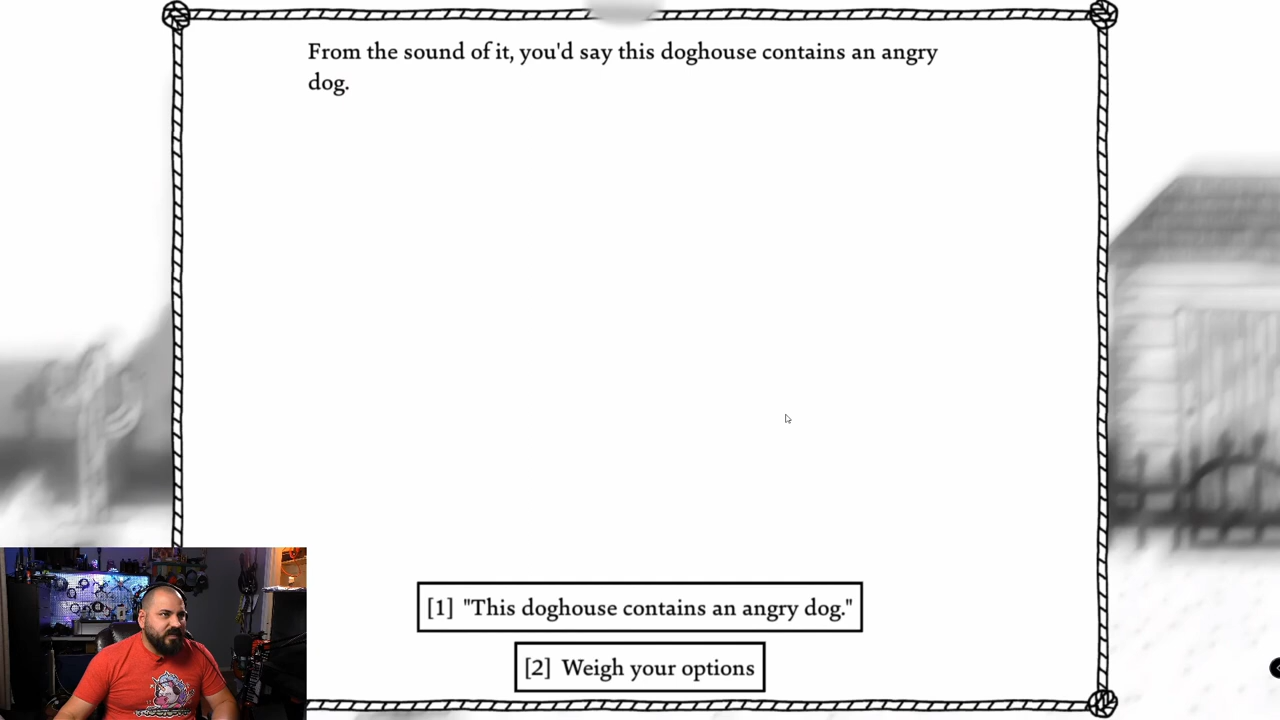 From the sound of it, you'd say this doghouse contains an angry
dog.
[1] "This doghouse contains an angry dog."
[2] Weigh your options